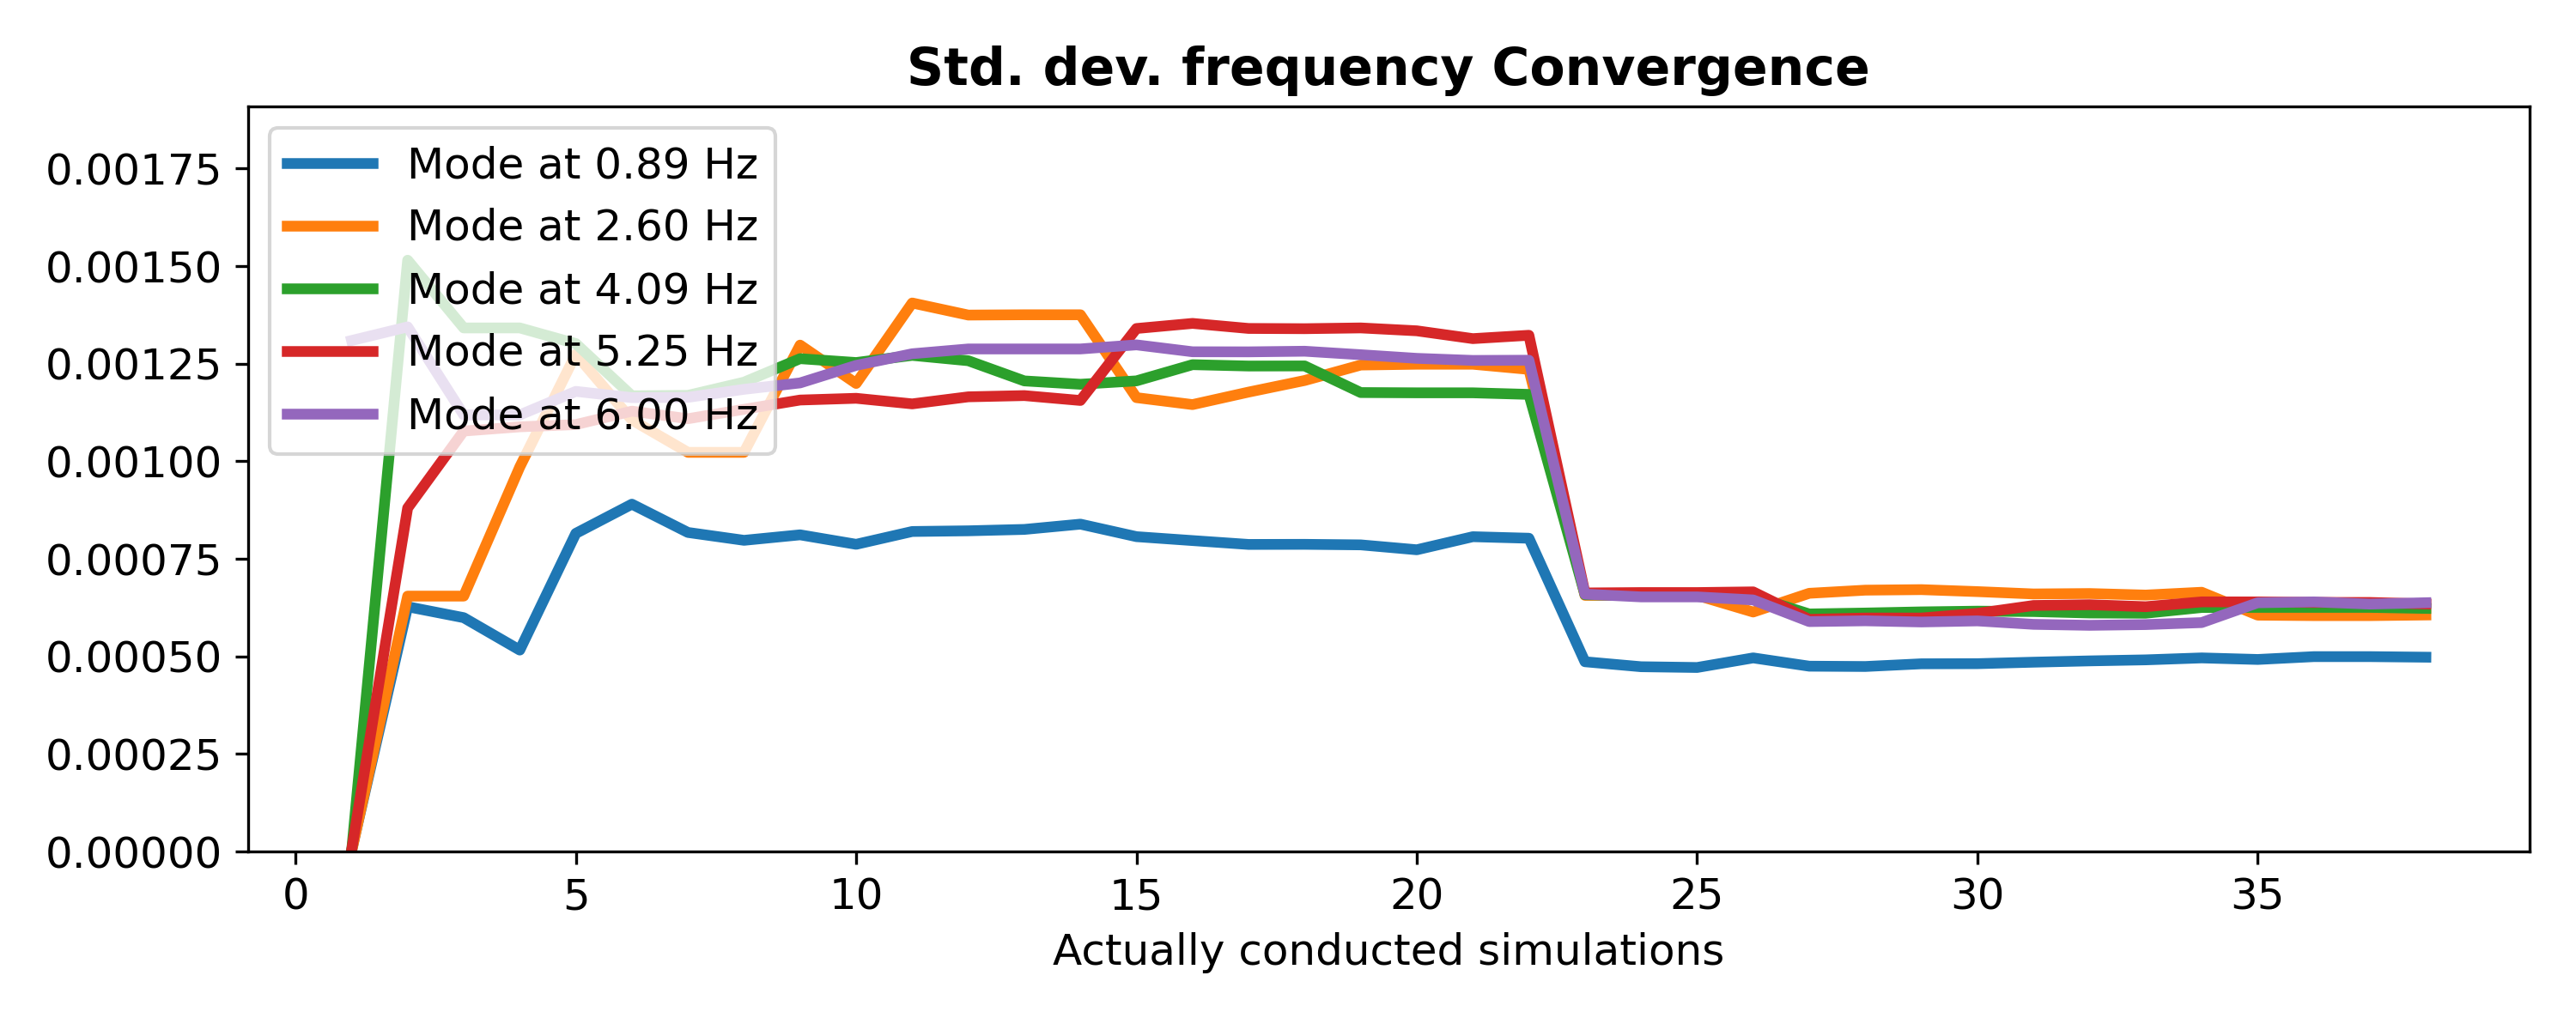 Std. dev. frequency Convergence
Mode at 0.89 Hz
Mode at 2.60 Hz
Mode at 4.09 Hz
Mode at 5.25 Hz
Mode at 6.00 Hz
0.00175
0.00150
0.00125
0.00100
0.00075
0.00050
0.00025
0.00000
0 5 10 15 20 25 30 35
Actually conducted simulations